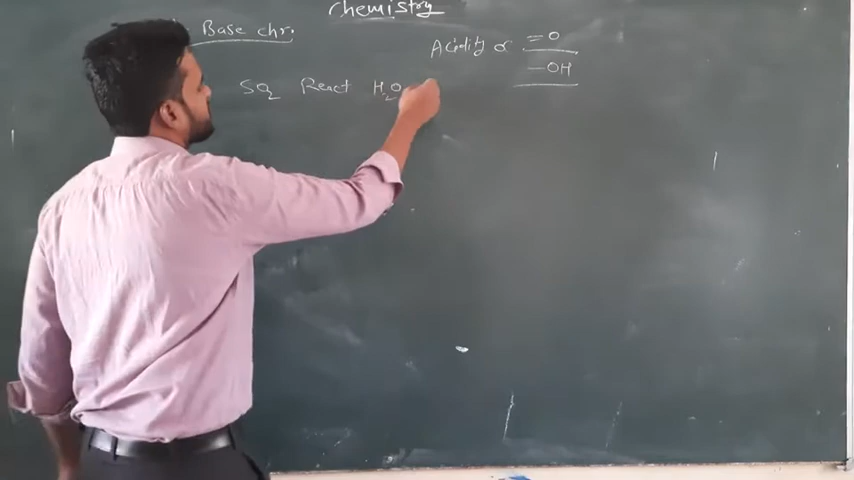 Chemistry
Base chr.
Acidity α =O
—OH
SO2 React H2O